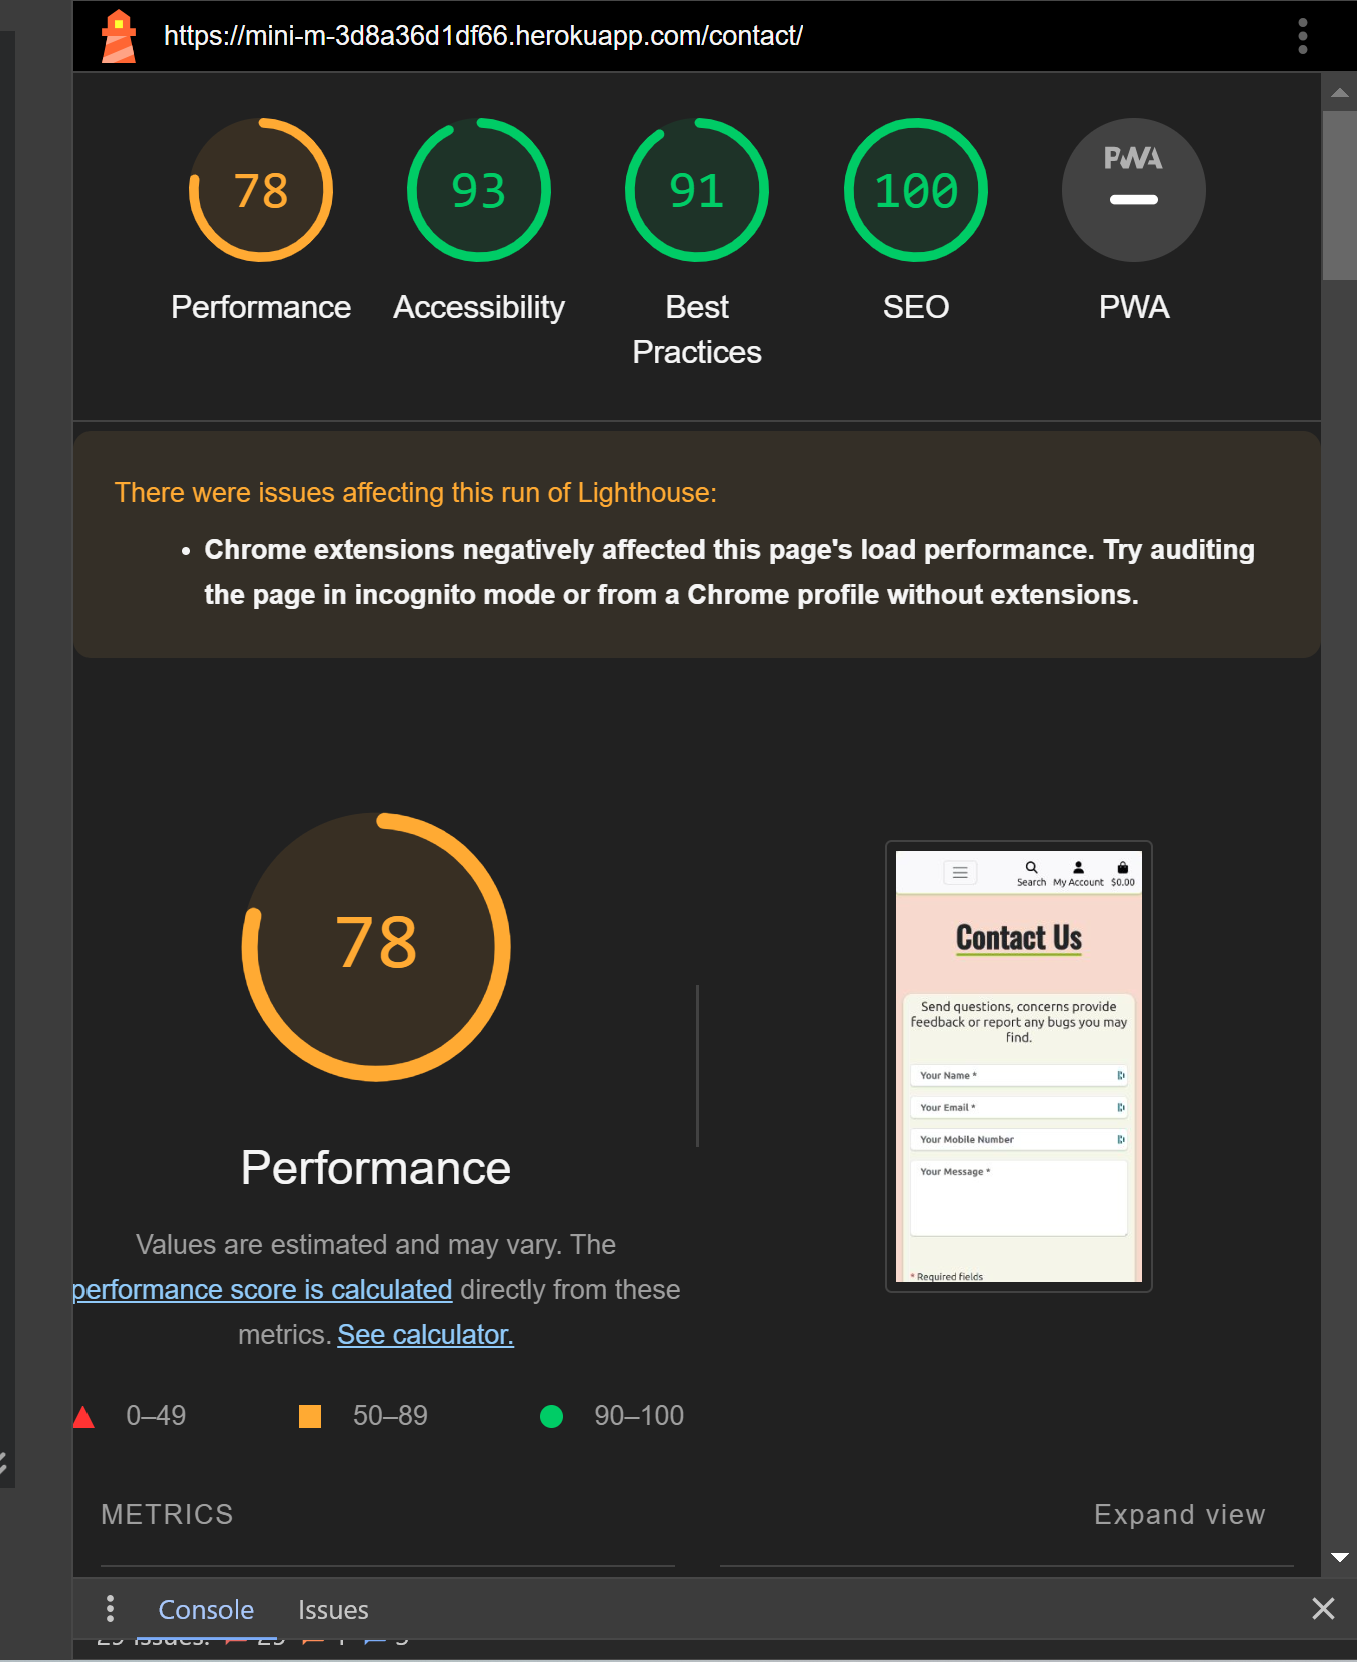 https://mini-m-3d8a36d1df66.herokuapp.com/contact/
78
93
91
100
PWA
Performance
Accessibility
Best
Practices
SEO
PWA
There were issues affecting this run of Lighthouse:
Chrome extensions negatively affected this page's load performance. Try auditing
the page in incognito mode or from a Chrome profile without extensions.
78
Performance
Values are estimated and may vary. The
performance score is calculated directly from these
metrics. See calculator.
0–49
50–89
90–100
Search My Account $0.00
Contact Us
Send questions, concerns provide
feedback or report any bugs you may
find.
Your Name *
Your Email *
Your Mobile Number
Your Message *
* Required fields
METRICS
Expand view
Console
Issues